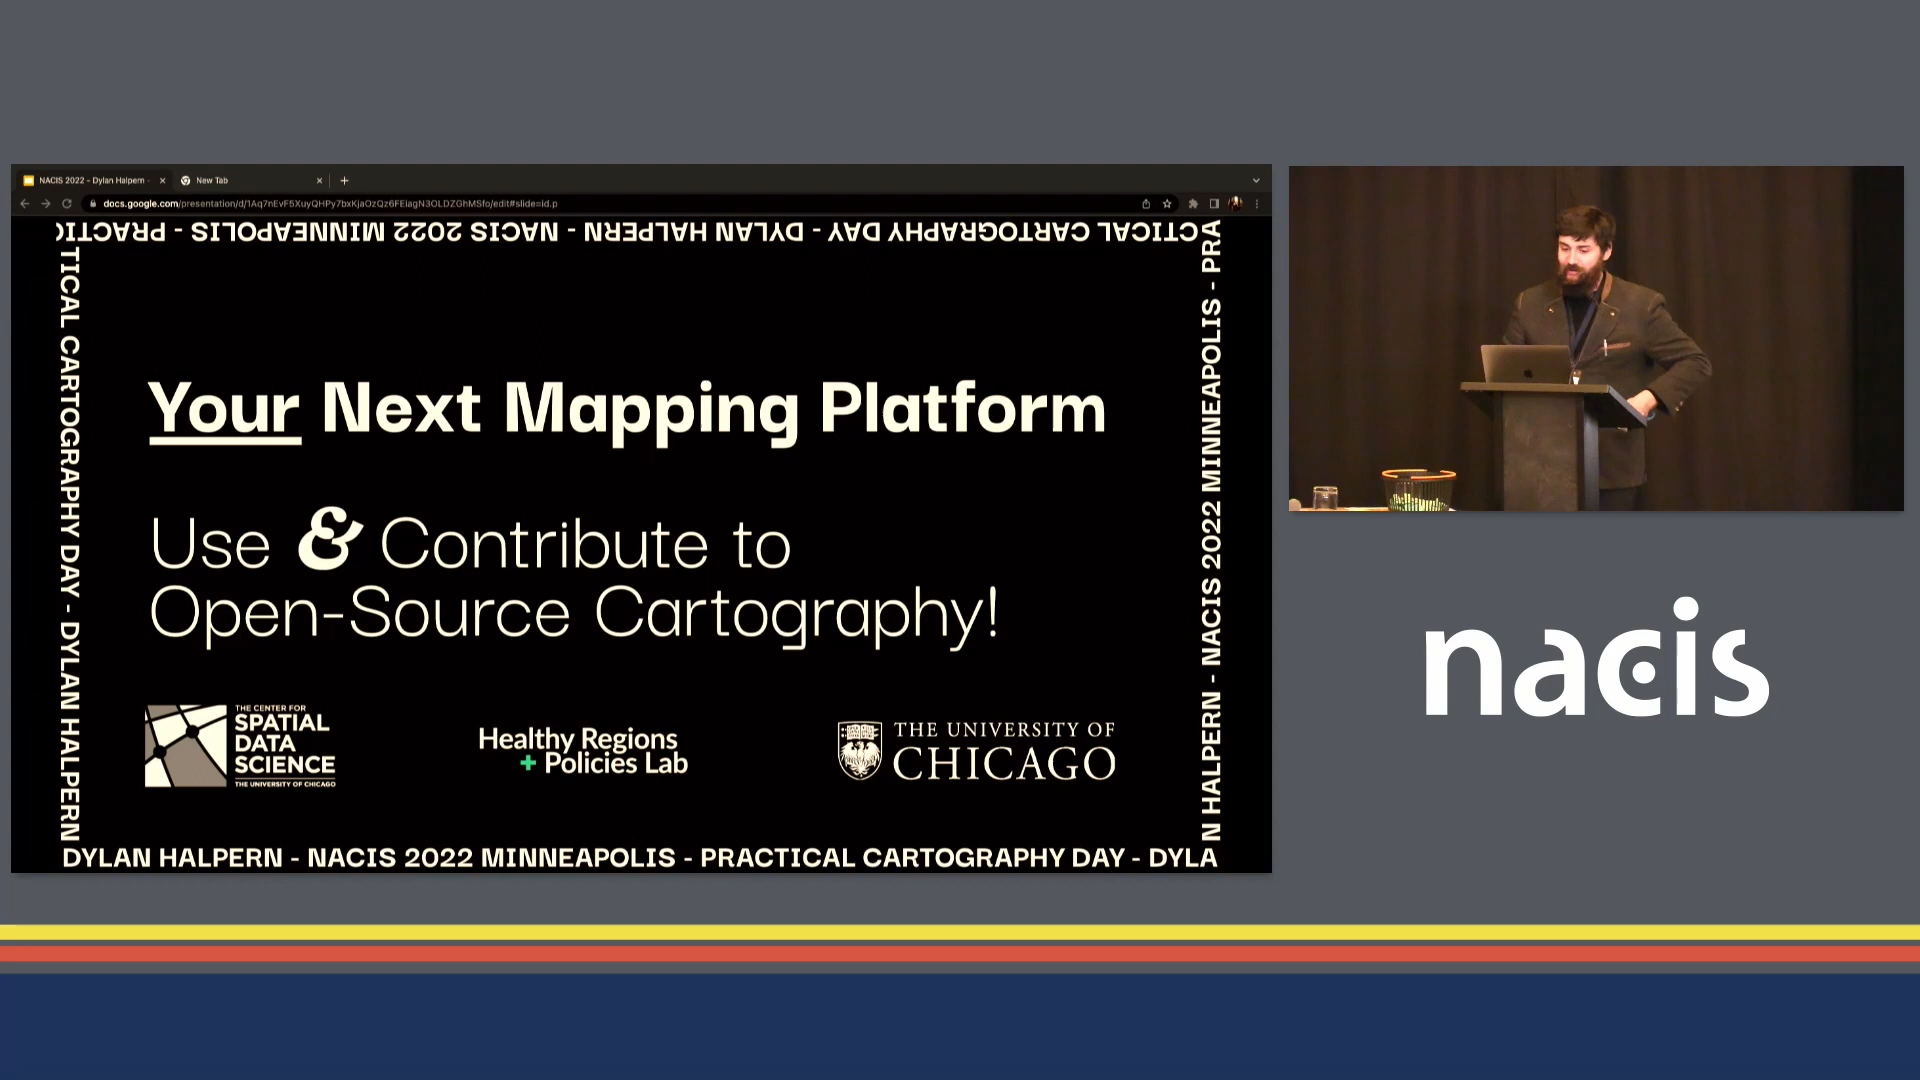 NACIS 2022 - Dylan Halpern -
New Tab
docs.google.com/presentation/d/1Aq7nEvF5XuyQHPy7bxKjaOzQz6FEiagN3OLDZGhMSfo/edit#slide=id.p
CTICAL CARTOGRAPHY DAY - DYLAN HALPERN - NACIS 2022 MINNEAPOLIS - PRACTIC
TICAL CARTOGRAPHY DAY - DYLAN HALPERN
N HALPERN - NACIS 2022 MINNEAPOLIS - PRA
Your Next Mapping Platform
Use & Contribute to
Open-Source Cartography!
THE CENTER FOR
SPATIAL
DATA
SCIENCE
THE UNIVERSITY OF CHICAGO
Healthy Regions
+ Policies Lab
THE UNIVERSITY OF
CHICAGO
DYLAN HALPERN - NACIS 2022 MINNEAPOLIS - PRACTICAL CARTOGRAPHY DAY - DYLA
nacis